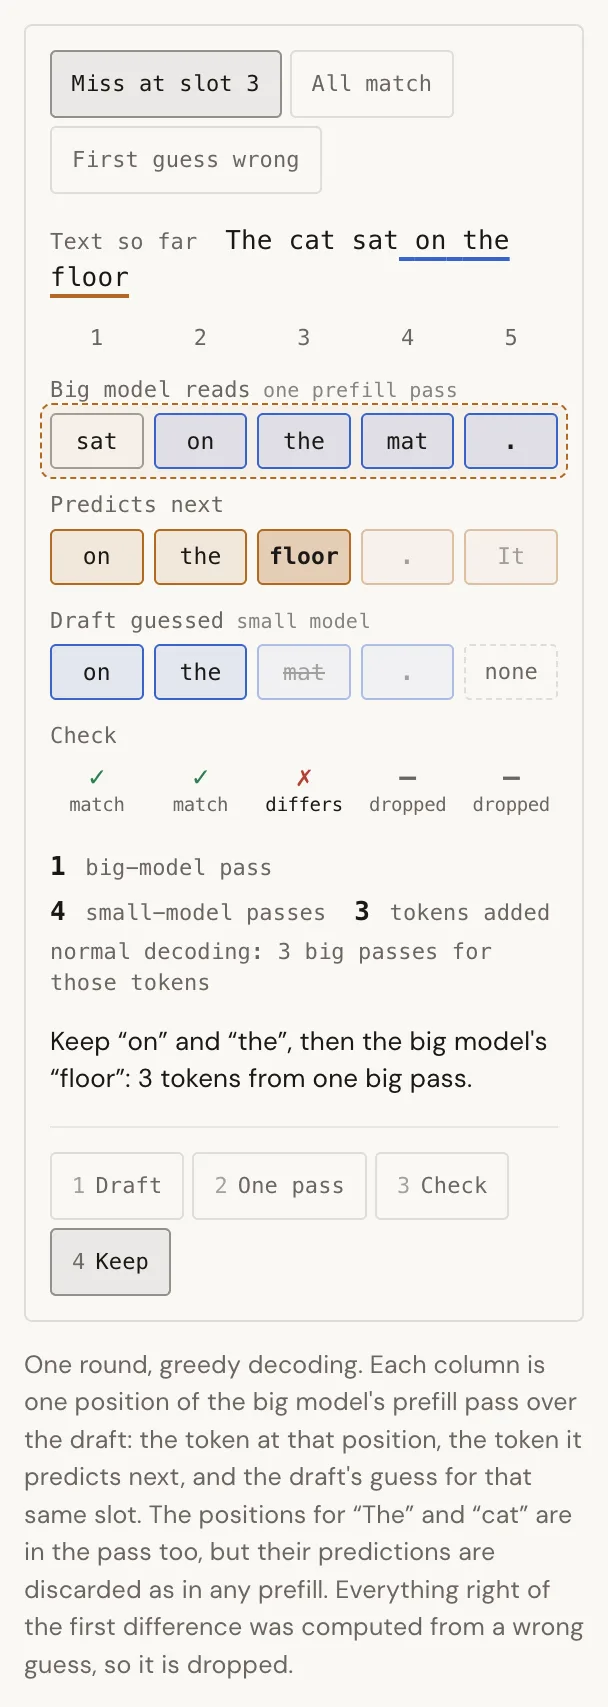 Miss at slot 3 All match
First guess wrong
Text so far The cat sat on the
floor
1 2 3 4 5
Big model reads one prefill pass
sat on the mat .
Predicts next
on the floor . It
Draft guessed small model
on the mat . none
Check
✓ ✓ ✗ — —
match match differs dropped dropped
1 big-model pass
4 small-model passes 3 tokens added
normal decoding: 3 big passes for
those tokens
Keep “on” and “the”, then the big model's
“floor”: 3 tokens from one big pass.
1 Draft 2 One pass 3 Check
4 Keep
One round, greedy decoding. Each column is
one position of the big model's prefill pass over
the draft: the token at that position, the token it
predicts next, and the draft's guess for that
same slot. The positions for “The” and “cat” are
in the pass too, but their predictions are
discarded as in any prefill. Everything right of
the first difference was computed from a wrong
guess, so it is dropped.